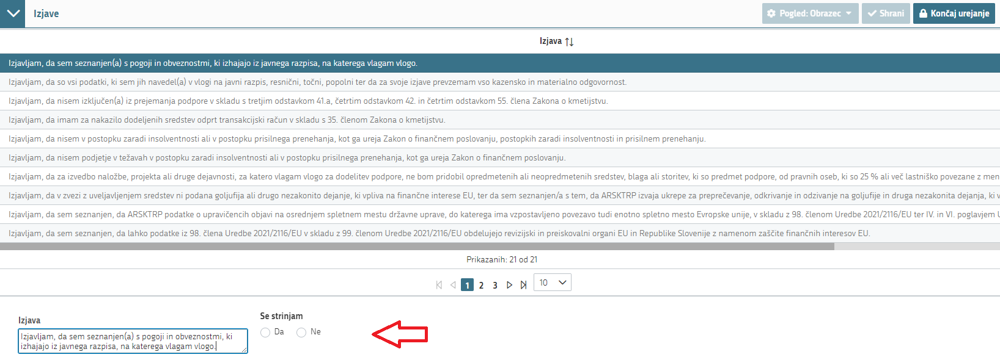 Izjave
Pogled: Obrazec
Shrani
Končaj urejanje
Izjava
Izjavljam, da sem seznanjen(a) s pogoji in obveznostmi, ki izhajajo iz javnega razpisa, na katerega vlagam vlogo.
Izjavljam, da so vsi podatki, ki sem jih navedel(a) v vlogi na javni razpis, resnični, točni, popolni ter da za svoje izjave prevzemam vso kazensko in materialno odgovornost.
Izjavljam, da nisem izključen(a) iz prejemanja podpore v skladu s tretjim odstavkom 41.a, četrtim odstavkom 42. in četrtim odstavkom 55. člena Zakona o kmetijstvu.
Izjavljam, da imam za nakazilo dodeljenih sredstev odprt transakcijski račun v skladu s 35. členom Zakona o kmetijstvu.
Izjavljam, da nisem v postopku zaradi insolventnosti ali v postopku prisilnega prenehanja, kot ga ureja Zakon o finančnem poslovanju, postopkih zaradi insolventnosti in prisilnem prenehanju.
Izjavljam, da nisem podjetje v težavah v postopku zaradi insolventnosti ali v postopku prisilnega prenehanja, kot ga ureja Zakon o finančnem poslovanju.
Izjavljam, da za izvedbo naložbe, projekta ali druge dejavnosti, za katero vlagam vlogo za dodelitev podpore, ne bom pridobil opredmetenih ali neopredmetenih sredstev, blaga ali storitev, ki so predmet podpore, od pravnih oseb, ki so 25 % ali več lastniško povezane z men
Izjavljam, da v zvezi z uveljavljenjem sredstev ni podana goljufija ali drugo nezakonito dejanje, ki vpliva na finančne interese EU, ter da sem seznanjen/a s tem, da ARSKTRP izvaja ukrepe za preprečevanje, odkrivanje in odzivanje na goljufije in druga nezakonita dejanja, ki v
Izjavljam, da sem seznanjen, da ARSKTRP podatke o upravičencih objavi na osrednjem spletnem mestu državne uprave, do katerega ima vzpostavljeno povezavo tudi enotno spletno mesto Evropske unije, v skladu z 98. členom Uredbe 2021/2116/EU ter IV. in VI. poglavjem U
Izjavljam, da sem seznanjen, da lahko podatke iz 98. člena Uredbe 2021/2116/EU v skladu z 99. členom Uredbe 2021/2116/EU obdelujejo revizijski in preiskovalni organi EU in Republike Slovenije z namenom zaščite finančnih interesov EU.
Prikazanih: 21 od 21
1 2 3 10
Izjava
Izjavljam, da sem seznanjen(a) s pogoji in obveznostmi, ki
izhajajo iz javnega razpisa, na katerega vlagam vlogo.
Se strinjam
Da Ne